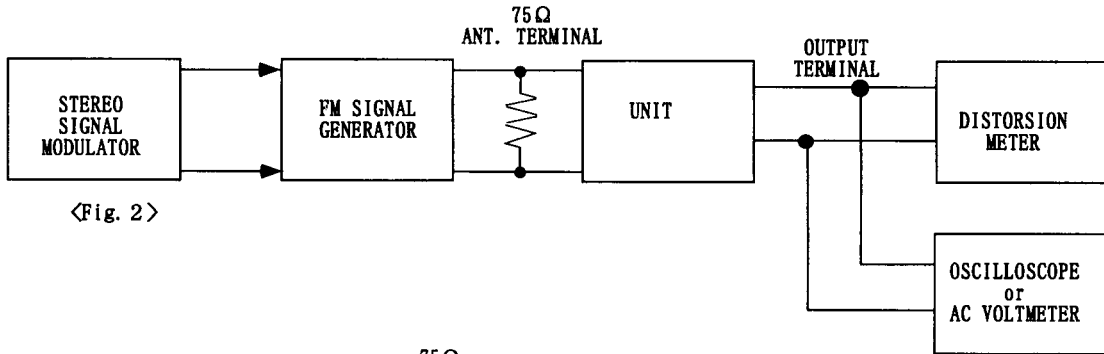 75Ω
ANT. TERMINAL
OUTPUT
TERMINAL
STEREO
SIGNAL
MODULATOR
FM SIGNAL
GENERATOR
UNIT
DISTORSION
METER
<Fig. 2>
OSCILLOSCOPE
or
AC VOLTMETER
75Ω